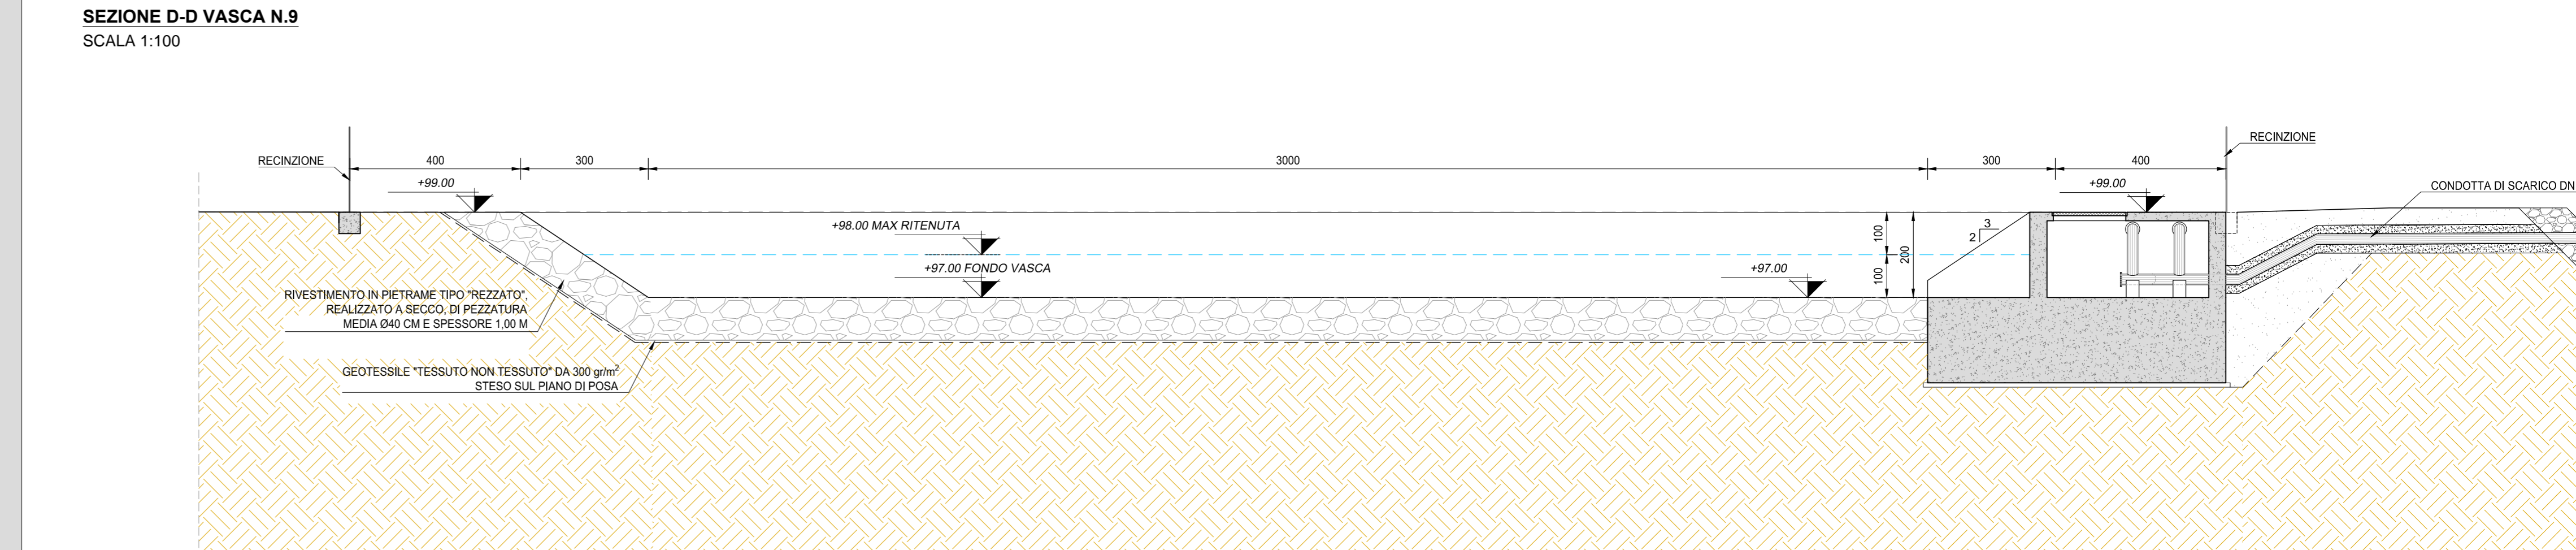 SEZIONE D-D VASCA N.9
SCALA 1:100
RECINZIONE
400
300
3000
300
400
RECINZIONE
+99.00
+99.00
CONDOTTA DI SCARICO DN
+98.00 MAX RITENUTA
3
2
100
200
100
+97.00 FONDO VASCA
+97.00
RIVESTIMENTO IN PIETRAME TIPO "REZZATO",
REALIZZATO A SECCO, DI PEZZATURA
MEDIA Ø40 CM E SPESSORE 1,00 M
GEOTESSILE "TESSUTO NON TESSUTO" DA 300 gr/m²
STESO SUL PIANO DI POSA